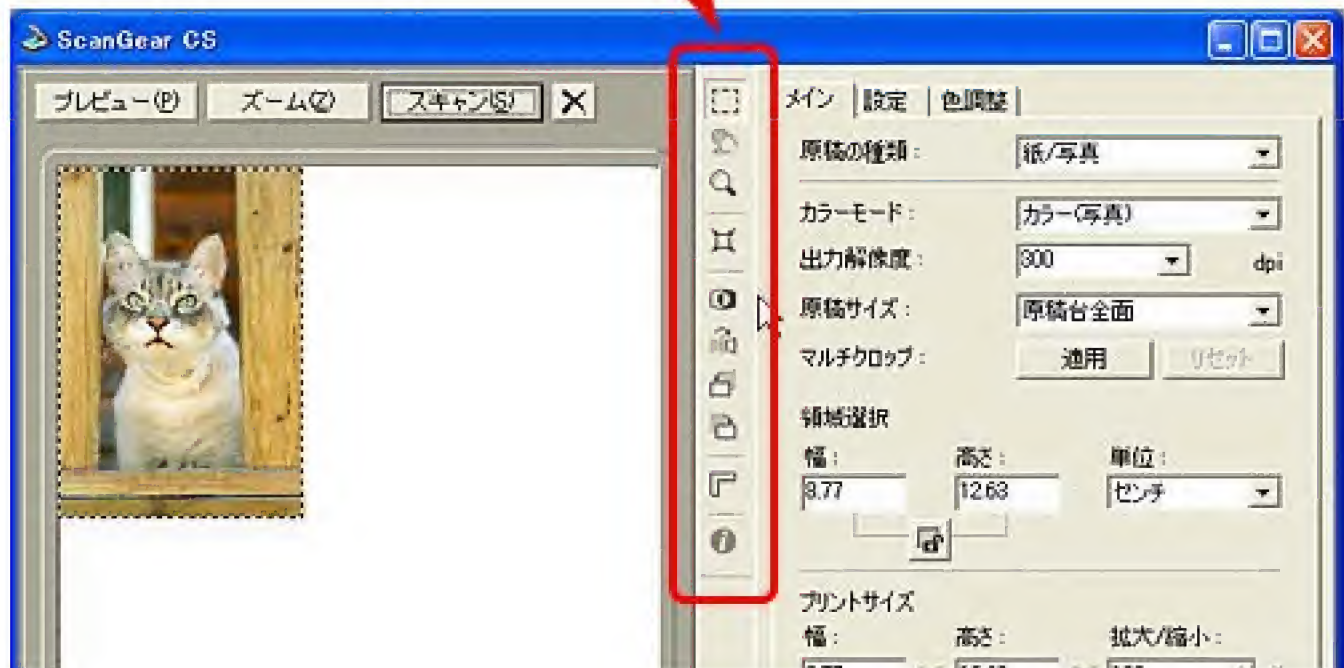 ScanGear CS
プレビュー(P) ズーム(Z) スキャン(S)
メイン 設定 色調整
原稿の種類: 紙/写真
カラーモード: カラー(写真)
出力解像度: 300 dpi
原稿サイズ: 原稿台全面
マルチクロップ: 適用 リセット
領域選択
幅: 高さ: 単位:
8.77 12.63 センチ
プリントサイズ
幅: 高さ: 拡大/縮小: